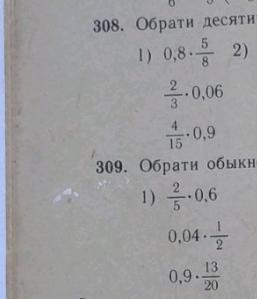 308. Обрати десяти
1) 0,8 · 5/8 2)
2/3 · 0,06
4/15 · 0,9
309. Обрати обыкн
1) 2/5 · 0,6
0,04 · 1/2
0,9 · 13/20